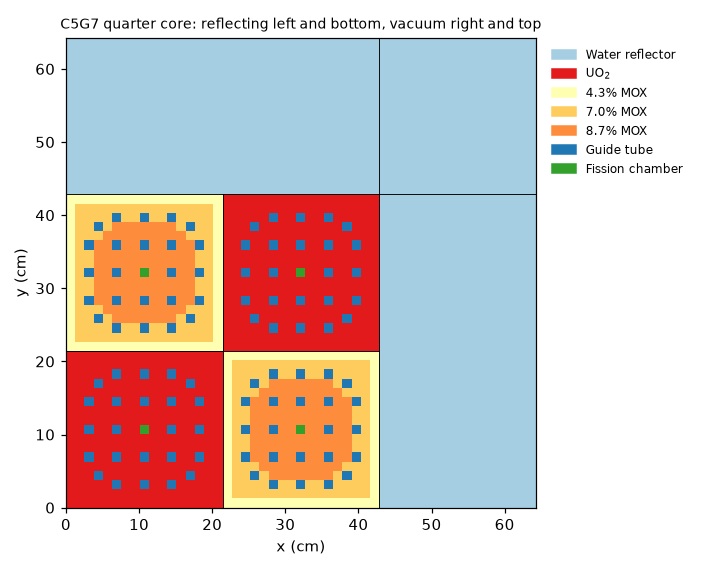 C5G7 quarter core: reflecting left and bottom, vacuum right and top
Water reflector
UO₂
4.3% MOX
7.0% MOX
8.7% MOX
Guide tube
Fission chamber
y (cm)
60
50
40
30
20
10
0
0 10 20 30 40 50 60
x (cm)